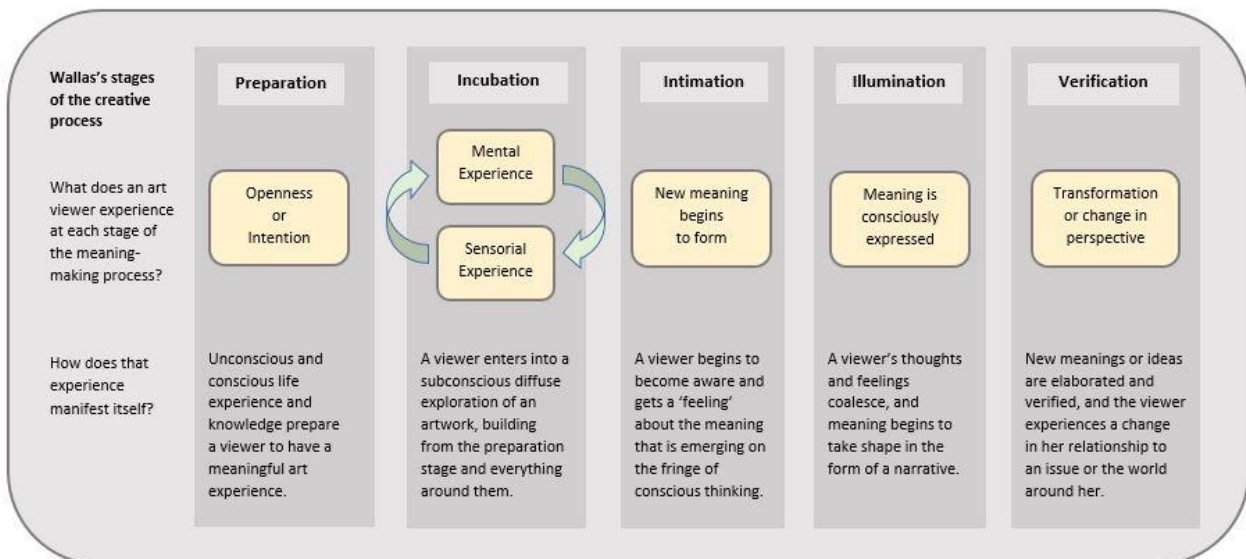 Wallas's stages
of the creative
process
Preparation
Incubation
Intimation
Illumination
Verification
What does an art
viewer experience
at each stage of
the meaning-
making process?
Openness
or
Intention
Mental
Experience
Sensorial
Experience
New meaning
begins
to form
Meaning is
consciously
expressed
Transformation
or change in
perspective
How does that
experience
manifest itself?
Unconscious and
conscious life
experience and
knowledge prepare
a viewer to have a
meaningful art
experience.
A viewer enters into a
subconscious diffuse
exploration of an
artwork, building
from the preparation
stage and everything
around them.
A viewer begins to
become aware and
gets a 'feeling'
about the meaning
that is emerging on
the fringe of
conscious thinking.
A viewer's thoughts
and feelings
coalesce, and
meaning begins to
take shape in the
form of a narrative.
New meanings or ideas
are elaborated and
verified, and the viewer
experiences a change
in her relationship to
an issue or the world
around her.